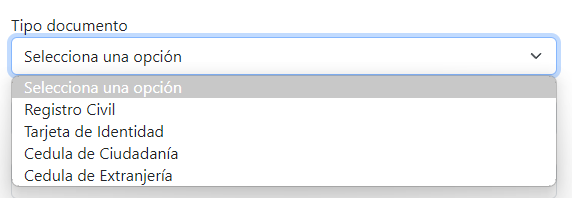 Tipo documento
Selecciona una opción
Selecciona una opción
Registro Civil
Tarjeta de Identidad
Cedula de Ciudadanía
Cedula de Extranjería